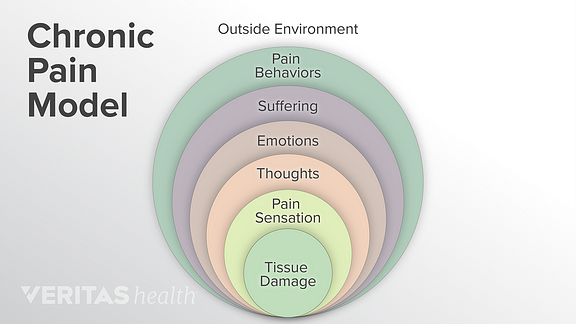 Chronic
Pain
Model
Outside Environment
Pain
Behaviors
Suffering
Emotions
Thoughts
Pain
Sensation
Tissue
Damage
VERITAS health